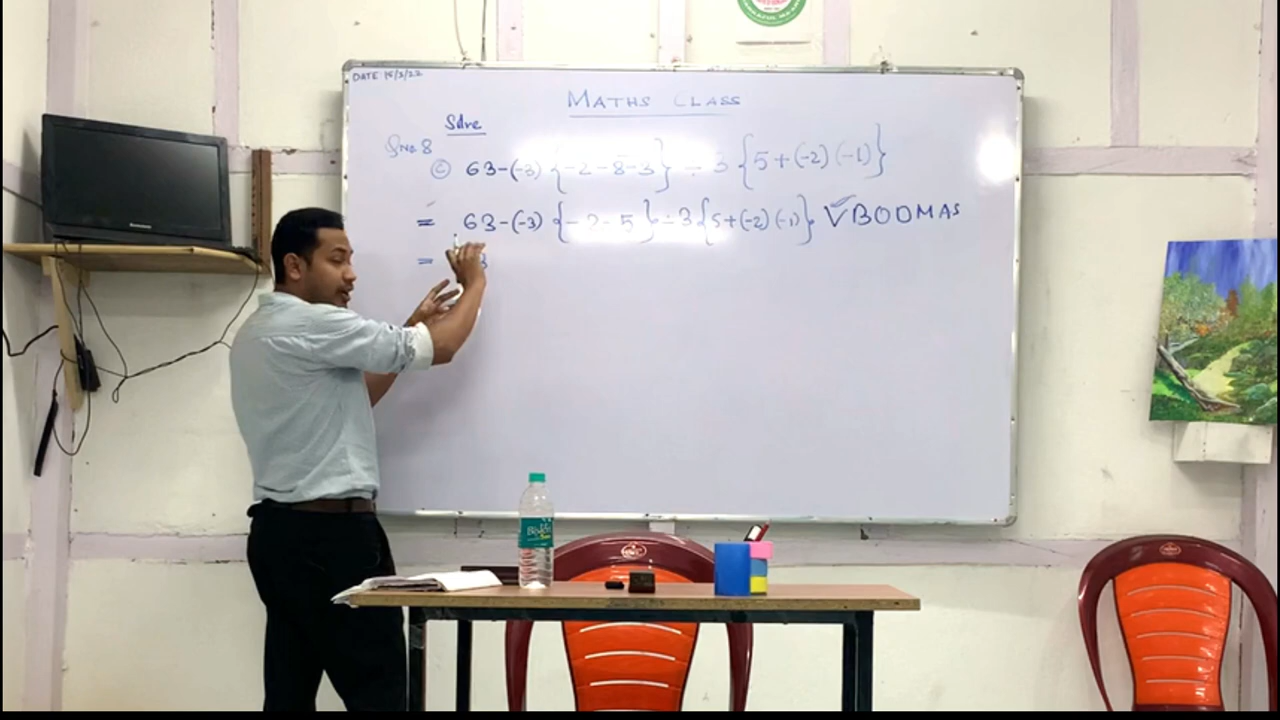 DATE 15/2/22
MATHS CLASS
Solve
Q No. 8
© 63-(-3) {-2-8̅-̅3̅} ÷ 3 {5+(-2)(-1)}
= 63-(-3) {-2-5} ÷ 3 {5+(-2)(-1)} VBODMAS
= 3